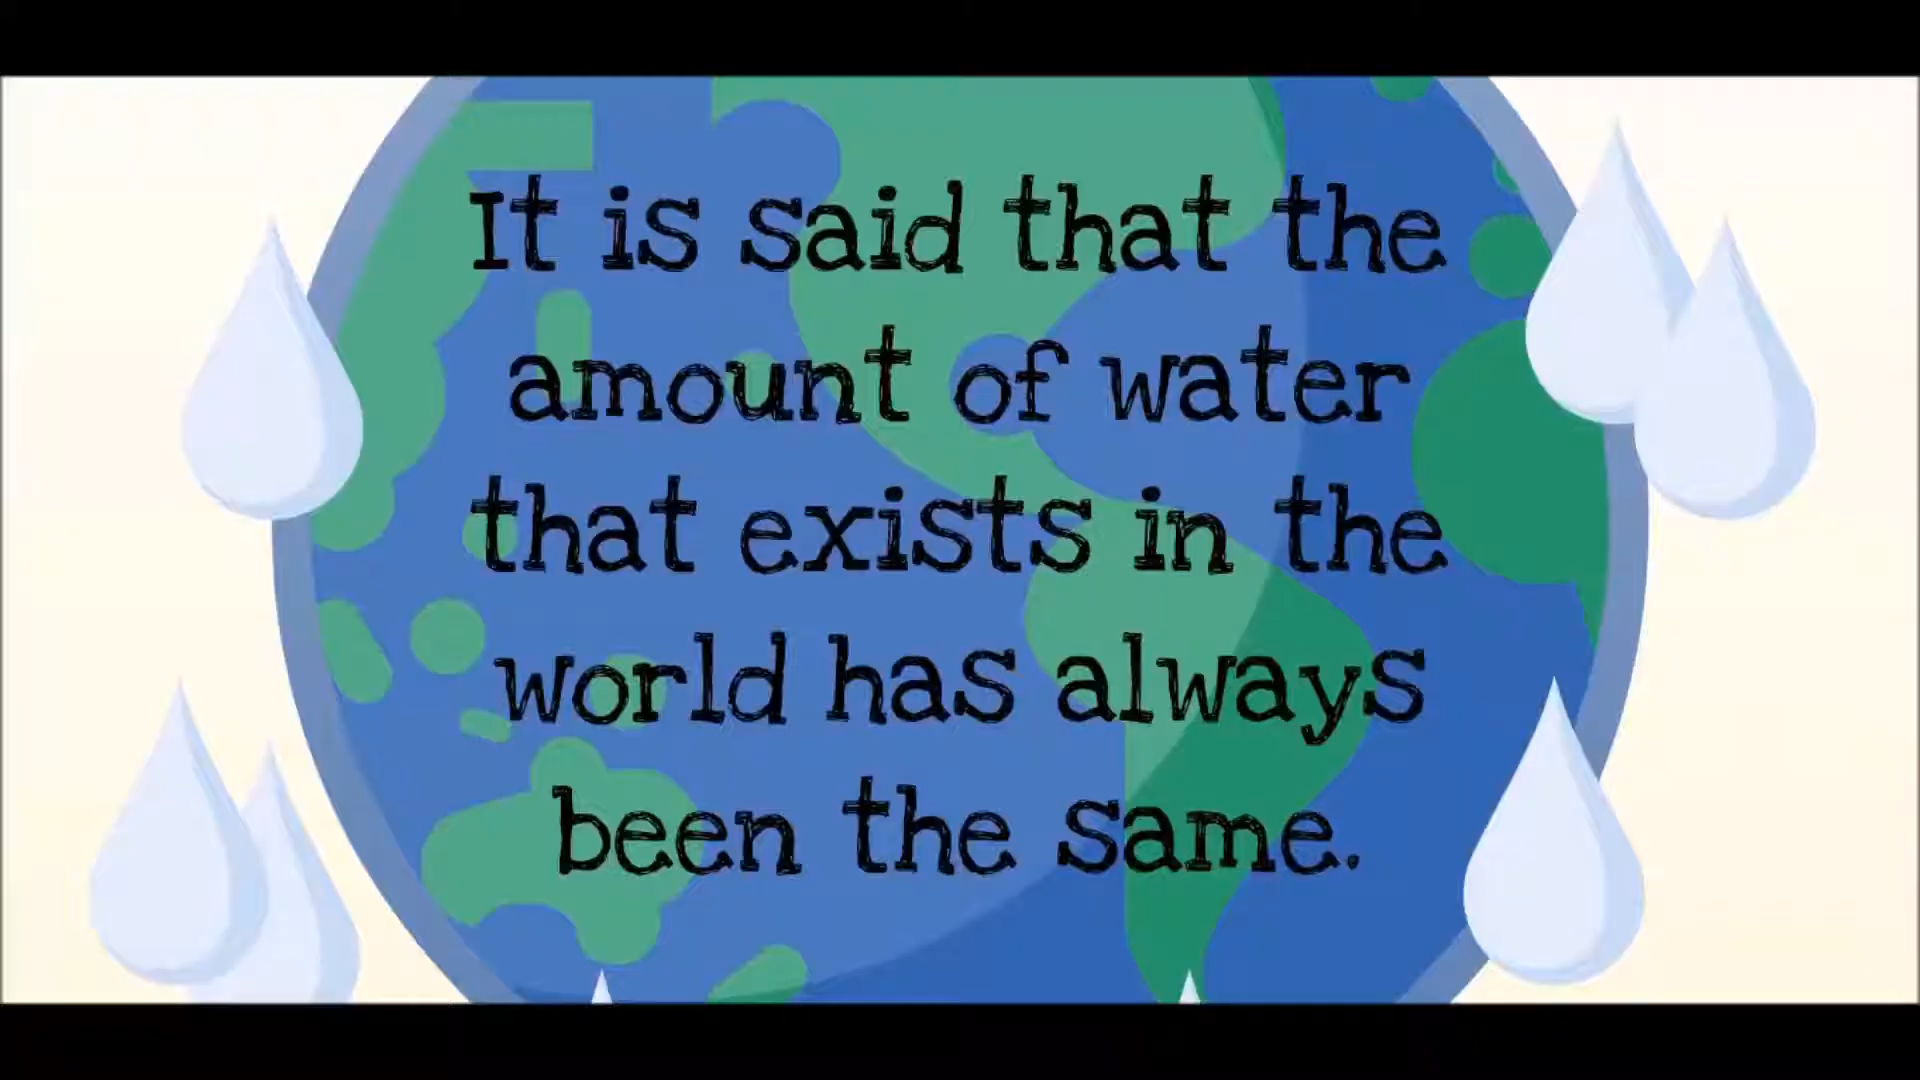 It is said that the
amount of water
that exists in the
world has always
been the same.